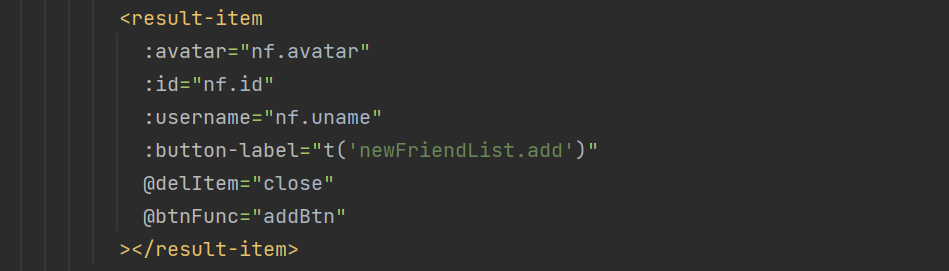 <result-item
:avatar="nf.avatar"
:id="nf.id"
:username="nf.uname"
:button-label="t('newFriendList.add')"
@delItem="close"
@btnFunc="addBtn"
></result-item>